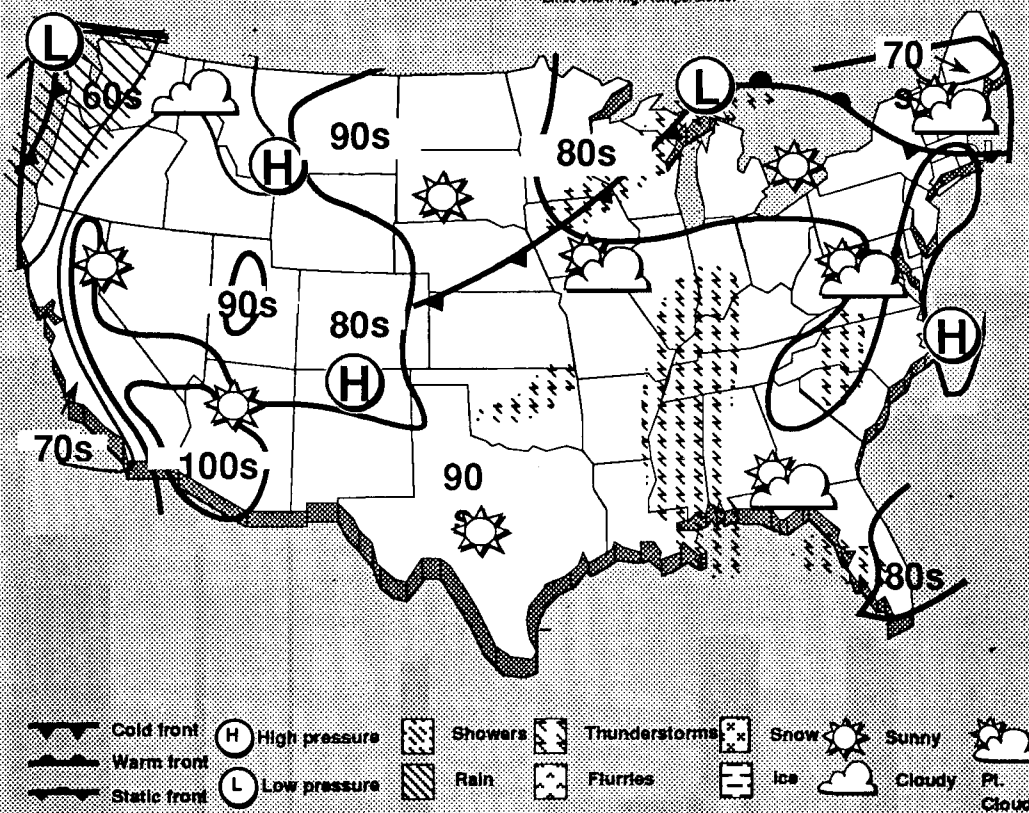 L
70
s
60s
L
90s
80s
H
90s
80s
H
H
70s
100s
90
s
80s
Cold front
H High pressure
Showers
Thunderstorms
Snow
Sunny
Warm front
Static front
L Low pressure
Rain
Flurries
Ice
Cloudy
Pt.
Cloud